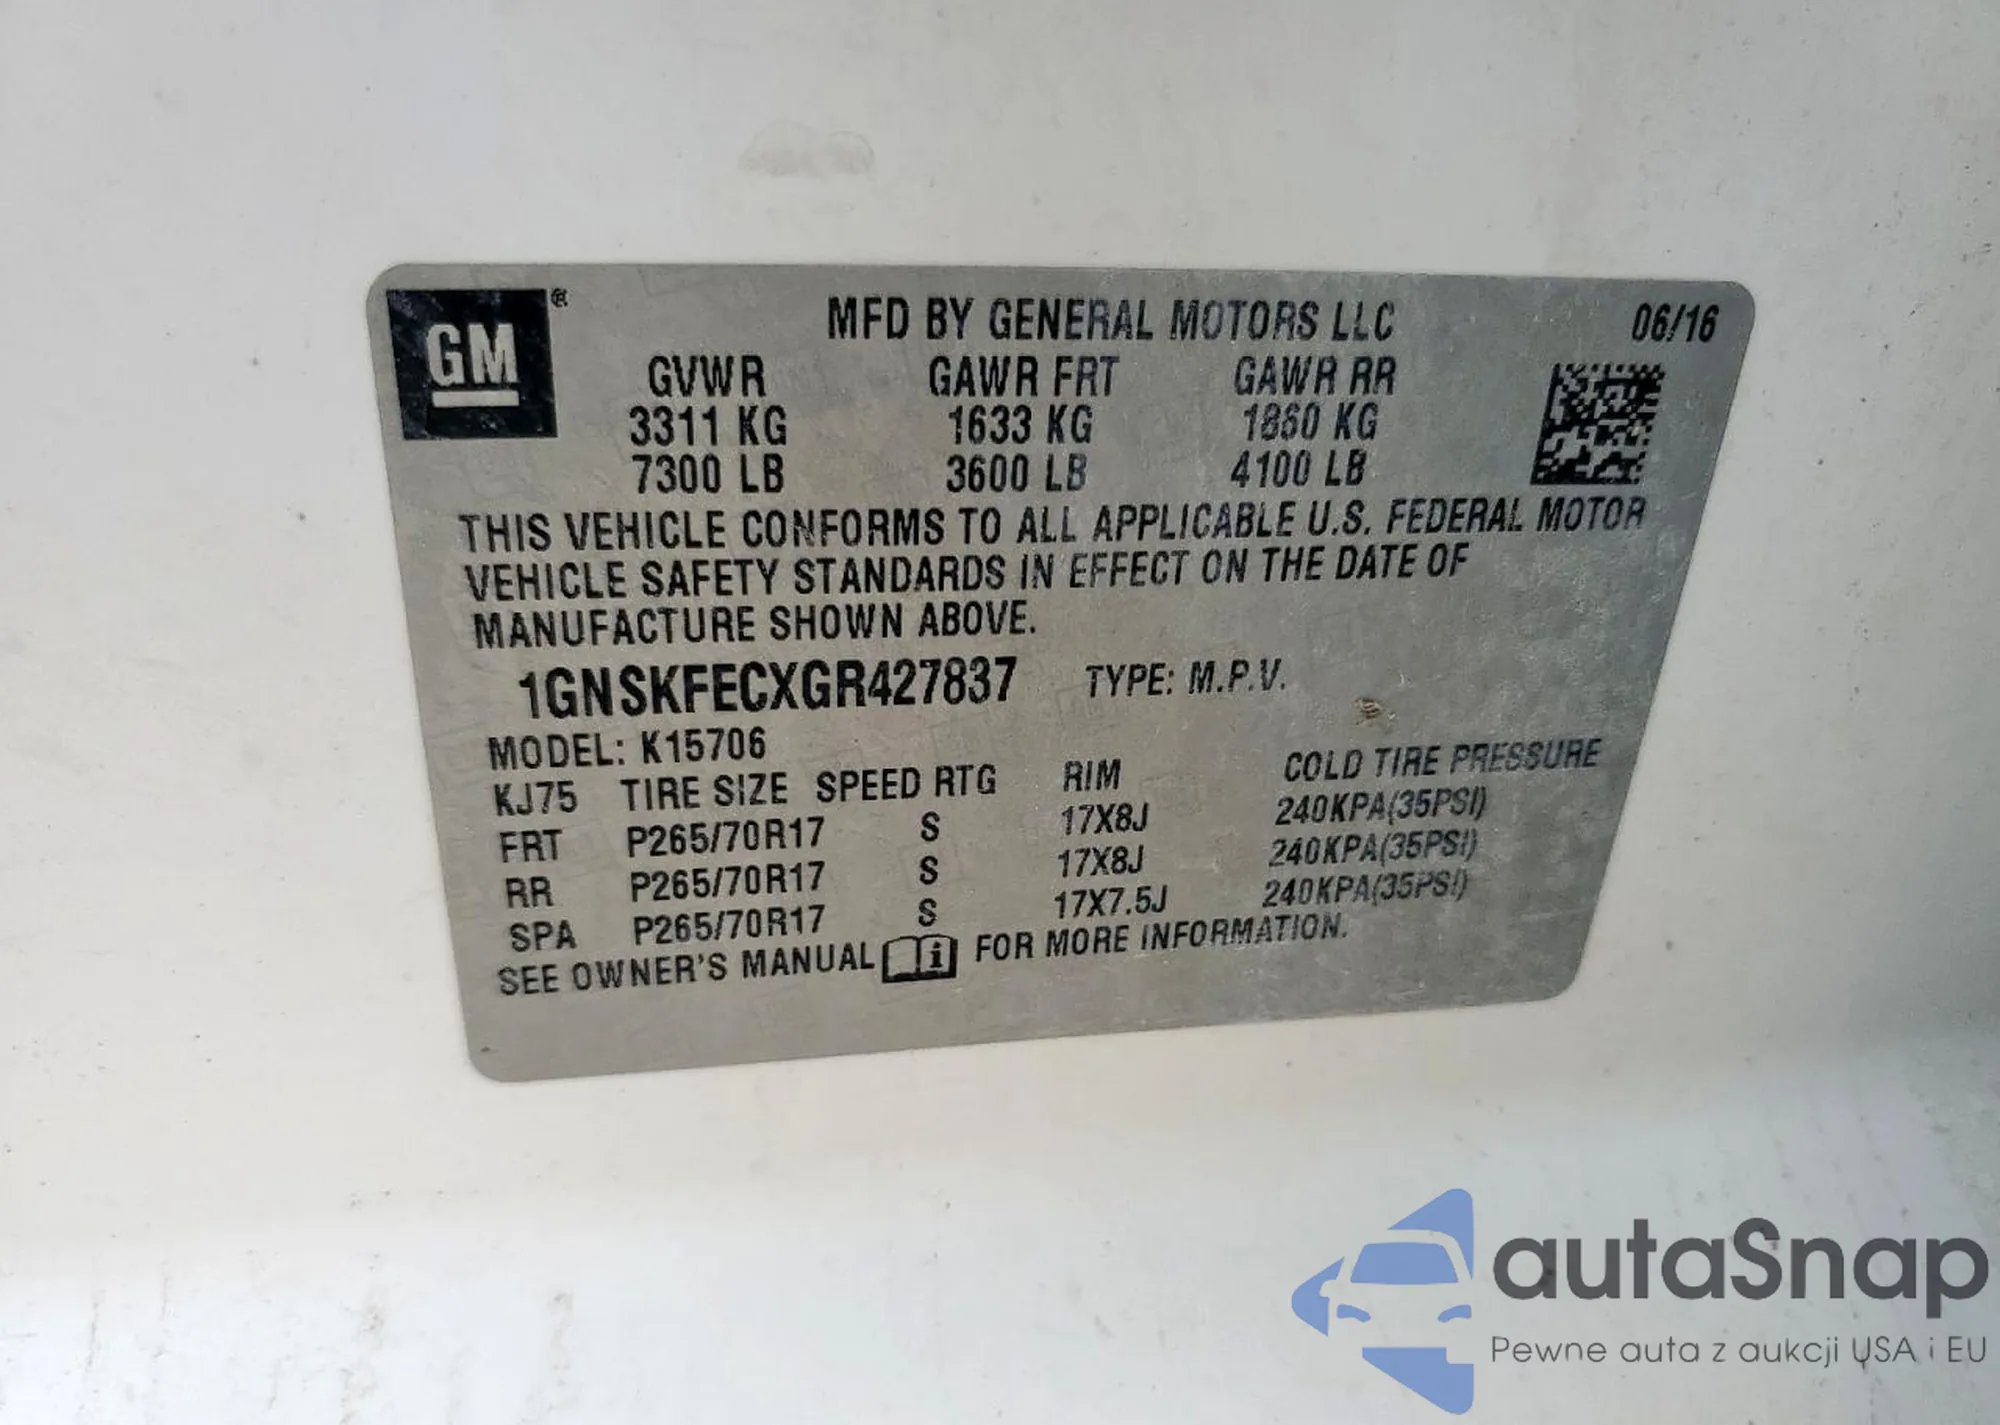 GM®
MFD BY GENERAL MOTORS LLC 06/16
GVWR GAWR FRT GAWR RR
3311 KG 1633 KG 1860 KG
7300 LB 3600 LB 4100 LB
THIS VEHICLE CONFORMS TO ALL APPLICABLE U.S. FEDERAL MOTOR
VEHICLE SAFETY STANDARDS IN EFFECT ON THE DATE OF
MANUFACTURE SHOWN ABOVE.
1GNSKFECXGR427837 TYPE: M.P.V.
MODEL: K15706
KJ75 TIRE SIZE SPEED RTG RIM COLD TIRE PRESSURE
FRT P265/70R17 S 17X8J 240KPA(35PSI)
RR P265/70R17 S 17X8J 240KPA(35PSI)
SPA P265/70R17 S 17X7.5J 240KPA(35PSI)
SEE OWNER'S MANUAL i FOR MORE INFORMATION.
autaSnap
Pewne auta z aukcji USA i EU